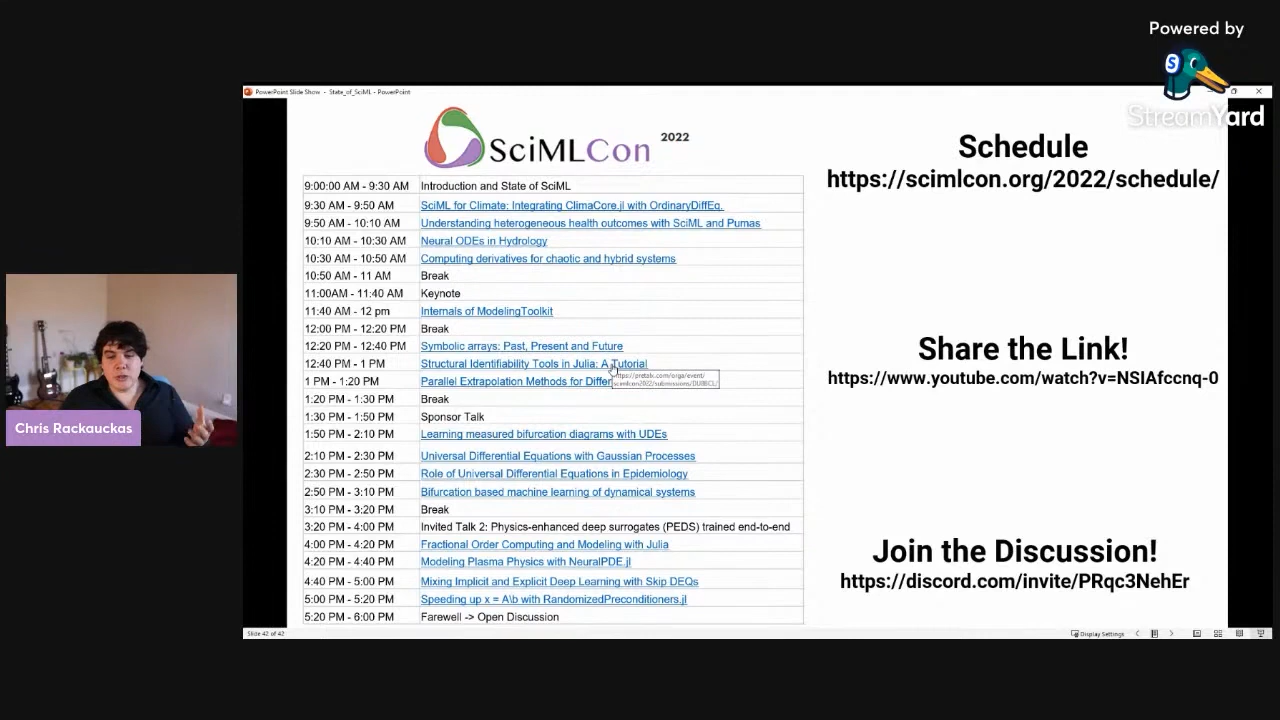 Powered by
S
StreamYard
PowerPoint Slide Show - State_of_SciML - PowerPoint
SciMLCon 2022
9:00:00 AM - 9:30 AM Introduction and State of SciML
9:30 AM - 9:50 AM SciML for Climate: Integrating ClimaCore.jl with OrdinaryDiffEq.
9:50 AM - 10:10 AM Understanding heterogeneous health outcomes with SciML and Pumas
10:10 AM - 10:30 AM Neural ODEs in Hydrology
10:30 AM - 10:50 AM Computing derivatives for chaotic and hybrid systems
10:50 AM - 11 AM Break
11:00AM - 11:40 AM Keynote
11:40 AM - 12 pm Internals of ModelingToolkit
12:00 PM - 12:20 PM Break
12:20 PM - 12:40 PM Symbolic arrays: Past, Present and Future
12:40 PM - 1 PM Structural Identifiability Tools in Julia: A Tutorial
https://pretalx.com/orga/event/
1 PM - 1:20 PM Parallel Extrapolation Methods for Differ
1:20 PM - 1:30 PM Break
1:30 PM - 1:50 PM Sponsor Talk
1:50 PM - 2:10 PM Learning measured bifurcation diagrams with UDEs
2:10 PM - 2:30 PM Universal Differential Equations with Gaussian Processes
2:30 PM - 2:50 PM Role of Universal Differential Equations in Epidemiology
2:50 PM - 3:10 PM Bifurcation based machine learning of dynamical systems
3:10 PM - 3:20 PM Break
3:20 PM - 4:00 PM Invited Talk 2: Physics-enhanced deep surrogates (PEDS) trained end-to-end
4:00 PM - 4:20 PM Fractional Order Computing and Modeling with Julia
4:20 PM - 4:40 PM Modeling Plasma Physics with NeuralPDE.jl
4:40 PM - 5:00 PM Mixing Implicit and Explicit Deep Learning with Skip DEQs
5:00 PM - 5:20 PM Speeding up x = A\b with RandomizedPreconditioners.jl
5:20 PM - 6:00 PM Farewell -> Open Discussion
Schedule
https://scimlcon.org/2022/schedule/
Share the Link!
https://www.youtube.com/watch?v=NSIAfccnq-0
Join the Discussion!
https://discord.com/invite/PRqc3NehEr
Chris Rackauckas
Slide 42 of 42
Display Settings